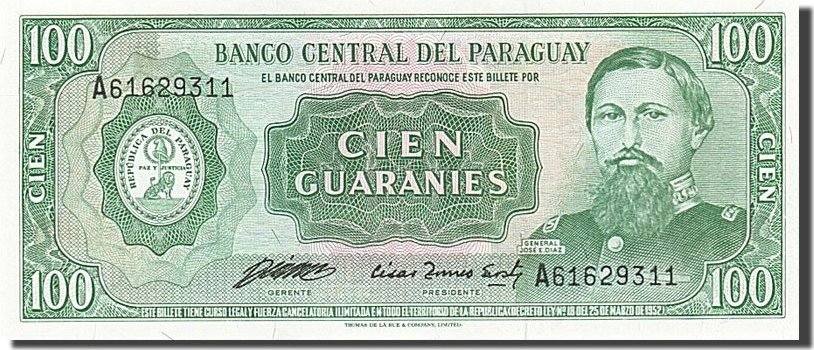 100 BANCO CENTRAL DEL PARAGUAY 100
EL BANCO CENTRAL DEL PARAGUAY RECONOCE ESTE BILLETE POR
A61629311
CIEN
REPÚBLICA DEL PARAGUAY
PAZ Y JUSTICIA
CIEN
GUARANIES
CIEN
GENERAL
JOSE E. DIAZ
A61629311
GERENTE
PRESIDENTE
100 100
ESTE BILLETE TIENE CURSO LEGAL Y FUERZA CANCELATORIA ILIMITADA EN TODO EL TERRITORIO DE LA REPUBLICA DECRETO LEY Nº 18 DEL 25 DE MARZO DE 1952
THOMAS DE LA RUE & COMPANY, LIMITED.